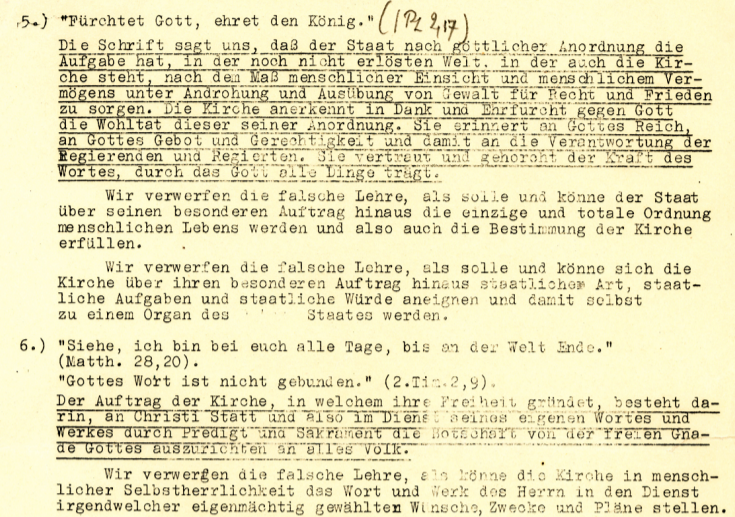 5.) "Fürchtet Gott, ehret den König." (1 Pt 2,17)
Die Schrift sagt uns, daß der Staat nach göttlicher Anordnung die
Aufgabe hat, in der noch nicht erlösten Welt, in der auch die Kir-
che steht, nach dem Maß menschlicher Einsicht und menschlichem Ver-
mögens unter Androhung und Ausübung von Gewalt für Recht und Frieden
zu sorgen. Die Kirche anerkennt in Dank und Ehrfurcht gegen Gott
die Wohltat dieser seiner Anordnung. Sie erinnert an Gottes Reich,
an Gottes Gebot und Gerechtigkeit und damit an die Verantwortung der
Regierenden und Regierten. Sie vertraut und gehorcht der Kraft des
Wortes, durch das Gott alle Dinge trägt.
Wir verwerfen die falsche Lehre, als solle und könne der Staat
über seinen besonderen Auftrag hinaus die einzige und totale Ordnung
menschlichen Lebens werden und also auch die Bestimmung der Kirche
erfüllen.
Wir verwerfen die falsche Lehre, als solle und könne sich die
Kirche über ihren besonderen Auftrag hinaus staatlicher Art, staat-
liche Aufgaben und staatliche Würde aneignen und damit selbst
zu einem Organ des Staates werden.
6.) "Siehe, ich bin bei euch alle Tage, bis an der Welt Ende."
(Matth. 28,20).
"Gottes Wort ist nicht gebunden." (2.Tim.2,9).
Der Auftrag der Kirche, in welchem ihre Freiheit gründet, besteht da-
rin, an Christi Statt und also im Dienst seines eigenen Wortes und
Werkes durch Predigt und Sakrament die Botschaft von der freien Gna-
de Gottes auszurichten an alles Volk.
Wir verwerfen die falsche Lehre, als könne die Kirche in mensch-
licher Selbstherrlichkeit das Wort und Werk des Herrn in den Dienst
irgendwelcher eigenmächtig gewählten Wünsche, Zwecke und Pläne stellen.